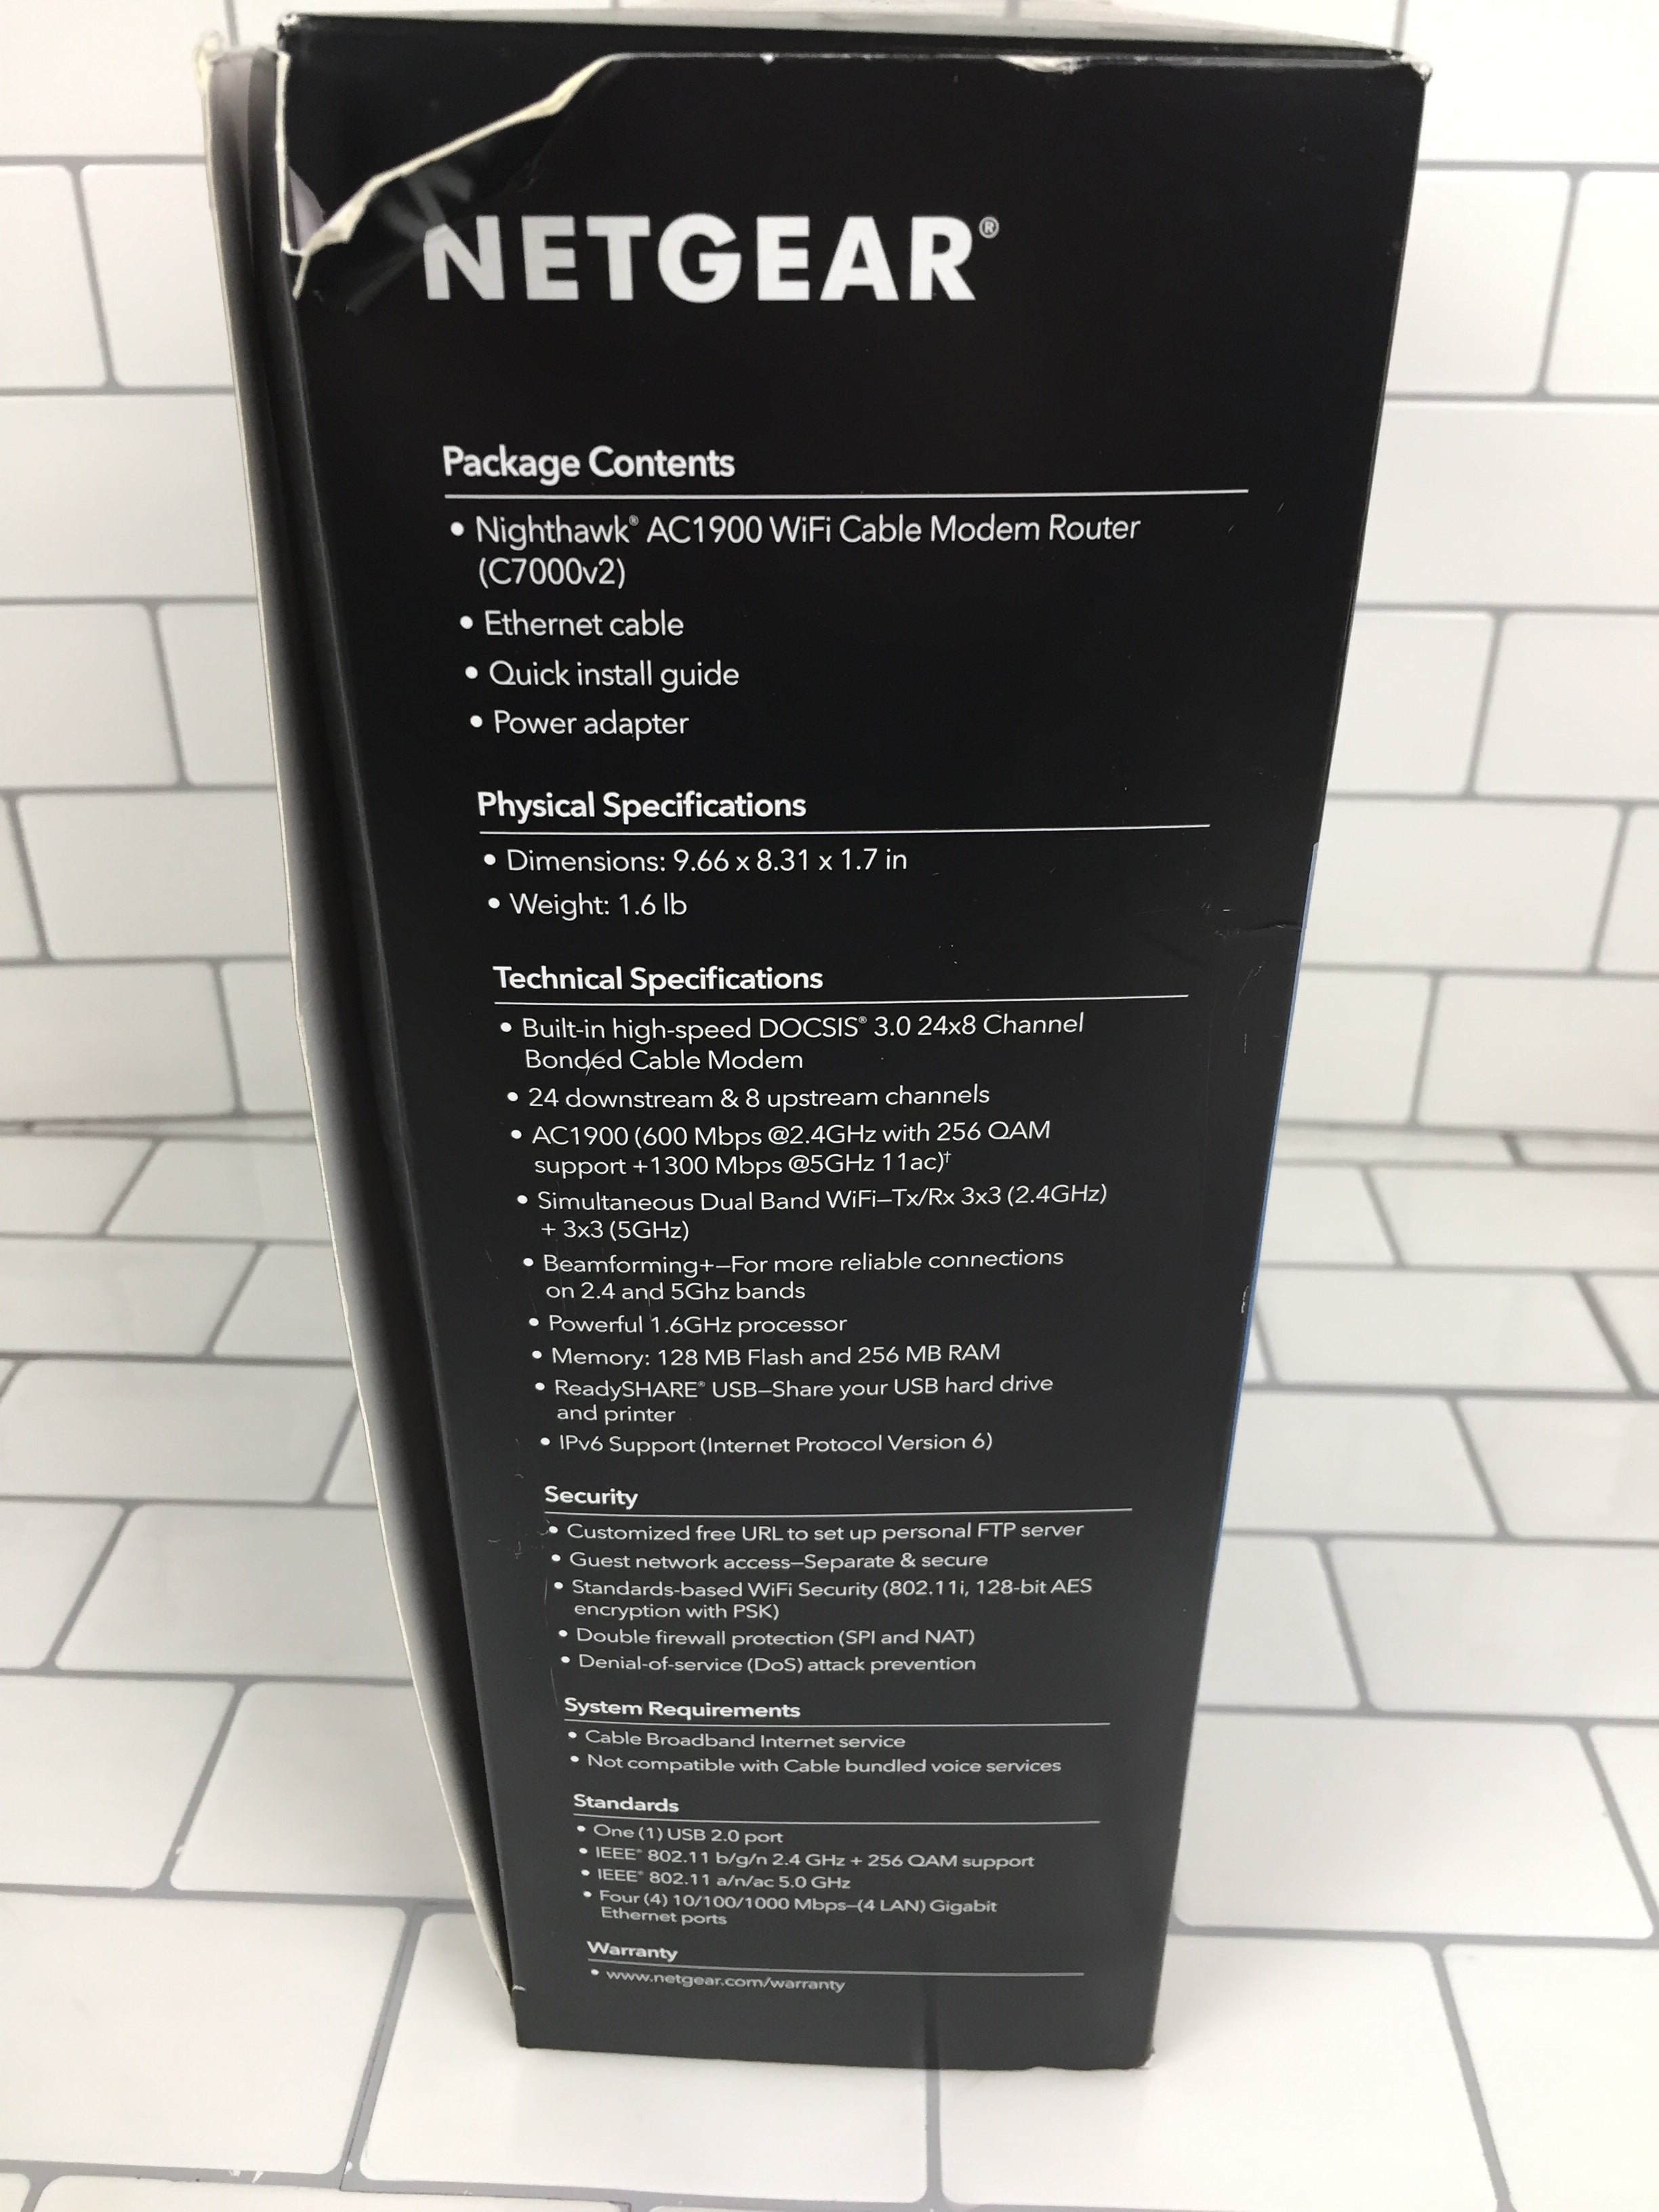 NETGEAR®
Package Contents
• Nighthawk® AC1900 WiFi Cable Modem Router
(C7000v2)
• Ethernet cable
• Quick install guide
• Power adapter
Physical Specifications
• Dimensions: 9.66 x 8.31 x 1.7 in
• Weight: 1.6 lb
Technical Specifications
• Built-in high-speed DOCSIS® 3.0 24x8 Channel
Bonded Cable Modem
• 24 downstream & 8 upstream channels
• AC1900 (600 Mbps @2.4GHz with 256 QAM
support +1300 Mbps @5GHz 11ac)†
• Simultaneous Dual Band WiFi—Tx/Rx 3x3 (2.4GHz)
+ 3x3 (5GHz)
• Beamforming+—For more reliable connections
on 2.4 and 5Ghz bands
• Powerful 1.6GHz processor
• Memory: 128 MB Flash and 256 MB RAM
• ReadySHARE® USB—Share your USB hard drive
and printer
• IPv6 Support (Internet Protocol Version 6)
Security
• Customized free URL to set up personal FTP server
• Guest network access—Separate & secure
• Standards-based WiFi Security (802.11i, 128-bit AES
encryption with PSK)
• Double firewall protection (SPI and NAT)
• Denial-of-service (DoS) attack prevention
System Requirements
• Cable Broadband Internet service
• Not compatible with Cable bundled voice services
Standards
• One (1) USB 2.0 port
• IEEE® 802.11 b/g/n 2.4 GHz + 256 QAM support
• IEEE® 802.11 a/n/ac 5.0 GHz
• Four (4) 10/100/1000 Mbps—(4 LAN) Gigabit
Ethernet ports
Warranty
• www.netgear.com/warranty